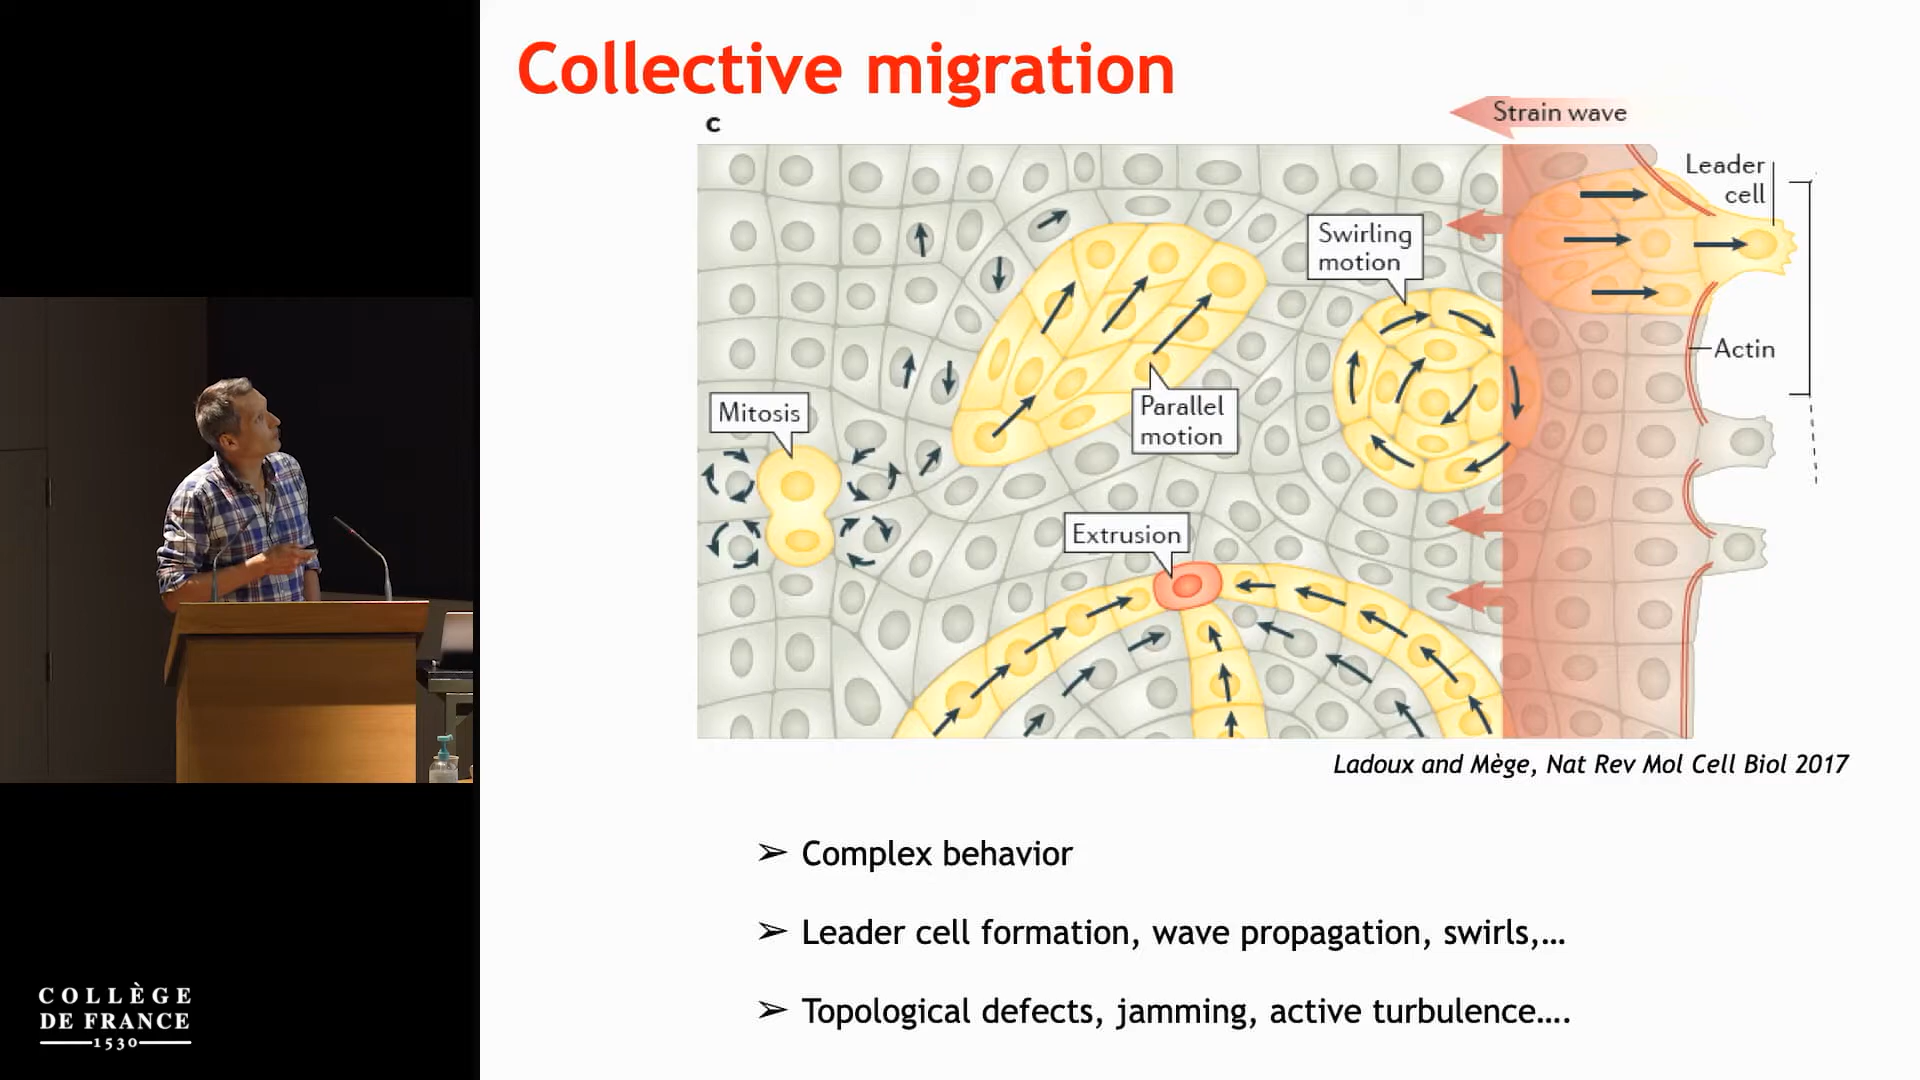 Collective migration
c
Strain wave
Leader
cell
Swirling
motion
Actin
Mitosis
Parallel
motion
Extrusion
Ladoux and Mège, Nat Rev Mol Cell Biol 2017
➢ Complex behavior
➢ Leader cell formation, wave propagation, swirls,...
➢ Topological defects, jamming, active turbulence....
COLLÈGE
DE FRANCE
1530